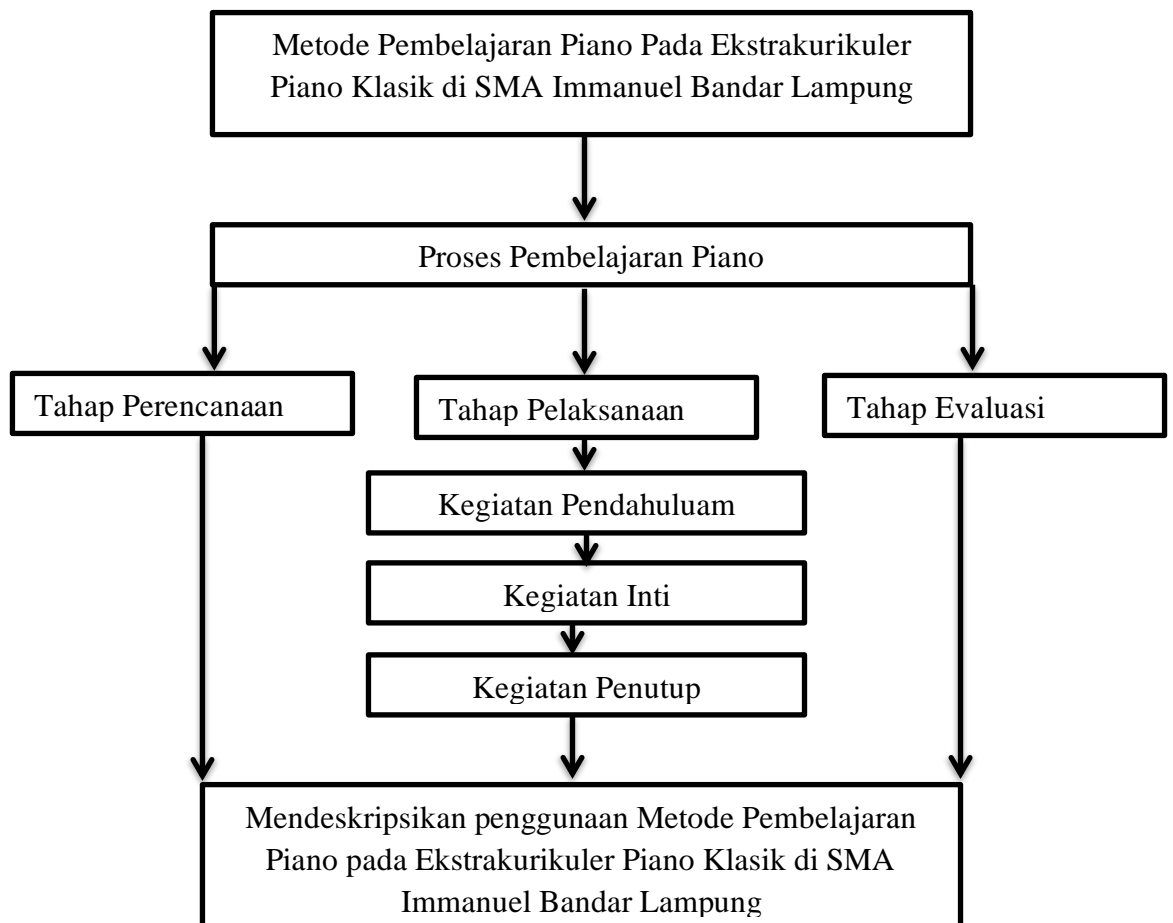 Metode Pembelajaran Piano Pada Ekstrakurikuler
Piano Klasik di SMA Immanuel Bandar Lampung
Proses Pembelajaran Piano
Tahap Perencanaan
Tahap Pelaksanaan
Tahap Evaluasi
Kegiatan Pendahuluam
Kegiatan Inti
Kegiatan Penutup
Mendeskripsikan penggunaan Metode Pembelajaran
Piano pada Ekstrakurikuler Piano Klasik di SMA
Immanuel Bandar Lampung